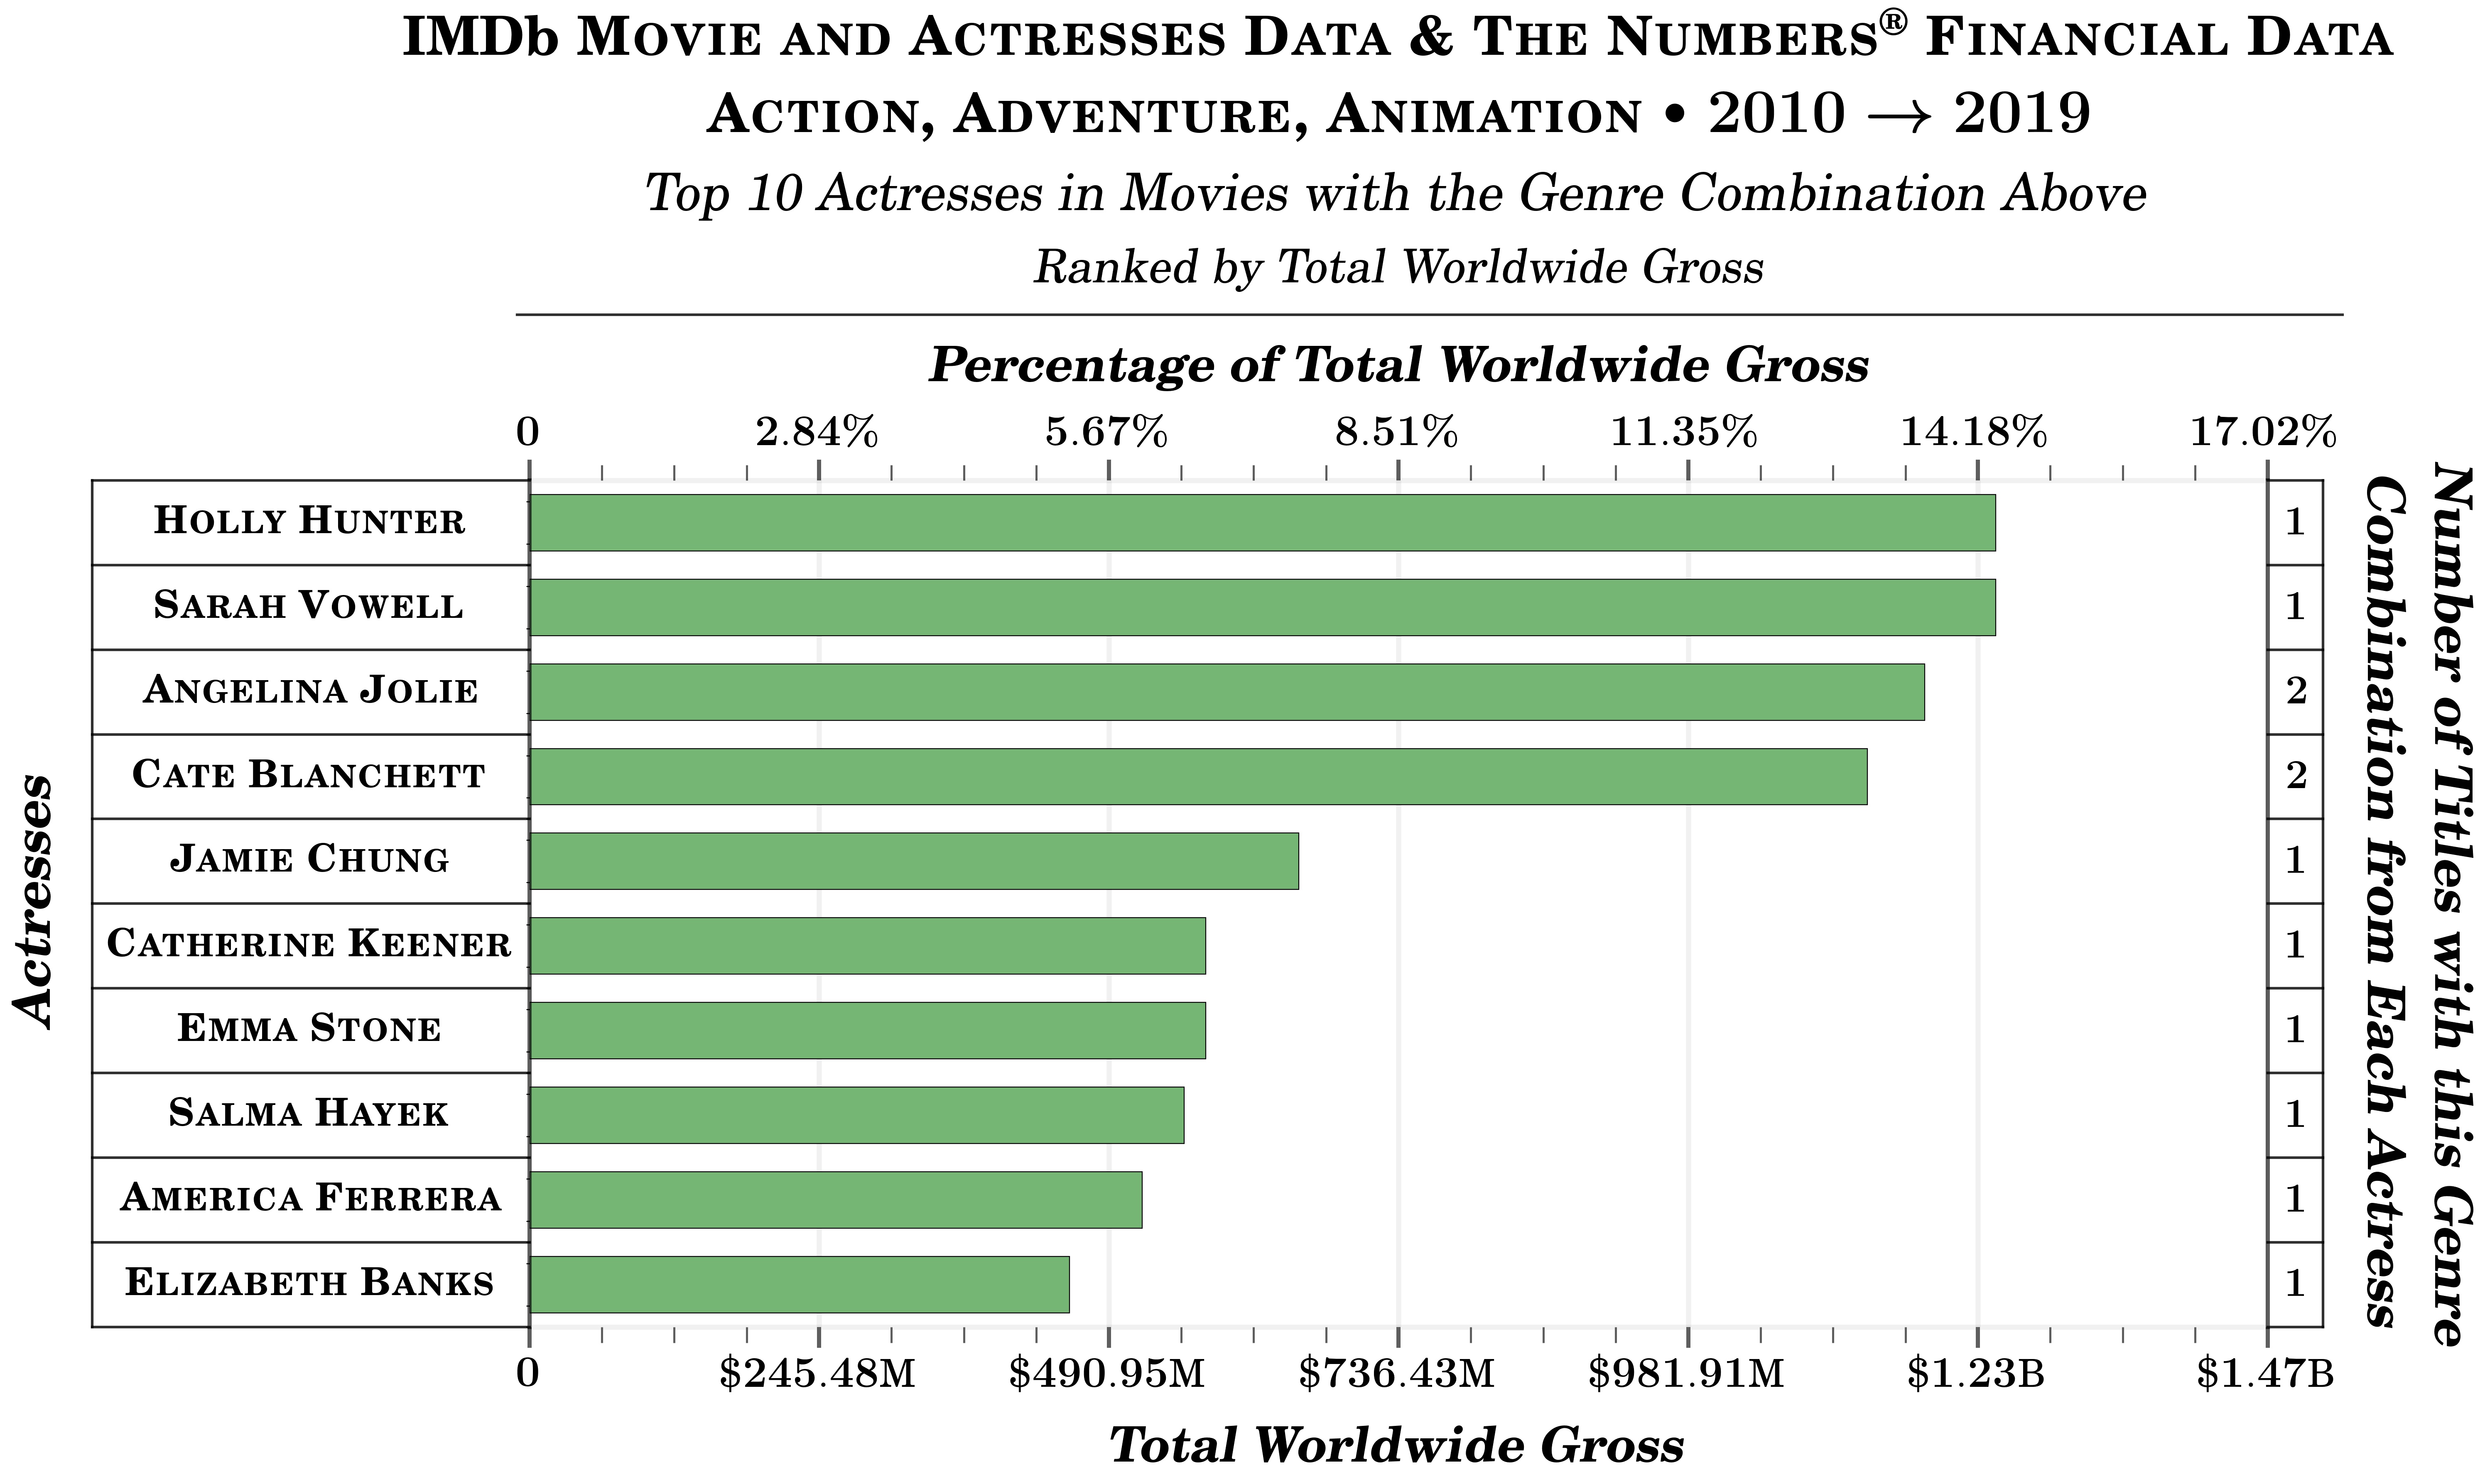 IMDb Movie and Actresses Data & The Numbers® Financial Data
Action, Adventure, Animation • 2010 → 2019
Top 10 Actresses in Movies with the Genre Combination Above
Ranked by Total Worldwide Gross
Percentage of Total Worldwide Gross
0 2.84% 5.67% 8.51% 11.35% 14.18% 17.02%
Actresses
Holly Hunter 1
Sarah Vowell 1
Angelina Jolie 2
Cate Blanchett 2
Jamie Chung 1
Catherine Keener 1
Emma Stone 1
Salma Hayek 1
America Ferrera 1
Elizabeth Banks 1
Number of Titles with this Genre
Combination from Each Actress
0 $245.48M $490.95M $736.43M $981.91M $1.23B $1.47B
Total Worldwide Gross